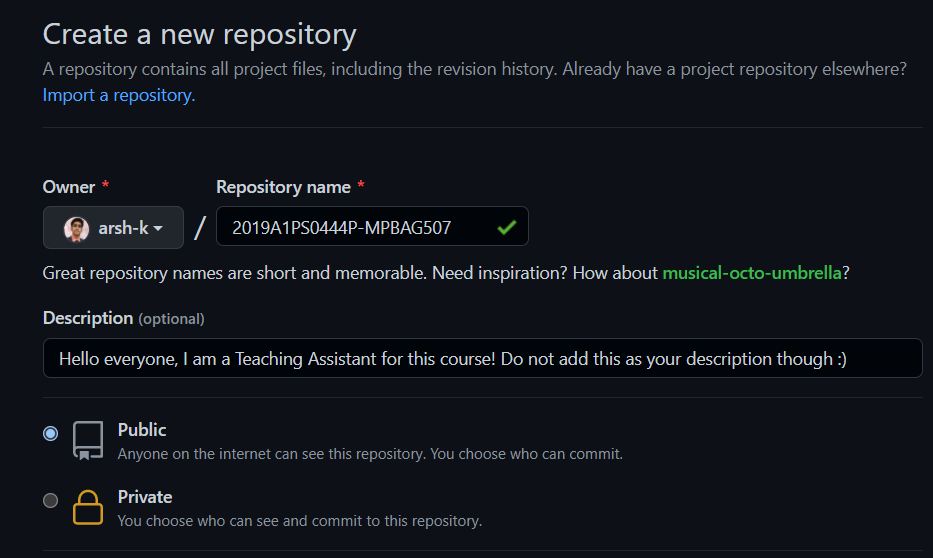 Create a new repository
A repository contains all project files, including the revision history. Already have a project repository elsewhere?
Import a repository.
Owner *
Repository name *
arsh-k
/
2019A1PS0444P-MPBAG507
Great repository names are short and memorable. Need inspiration? How about musical-octo-umbrella?
Description (optional)
Hello everyone, I am a Teaching Assistant for this course! Do not add this as your description though :)
Public
Anyone on the internet can see this repository. You choose who can commit.
Private
You choose who can see and commit to this repository.